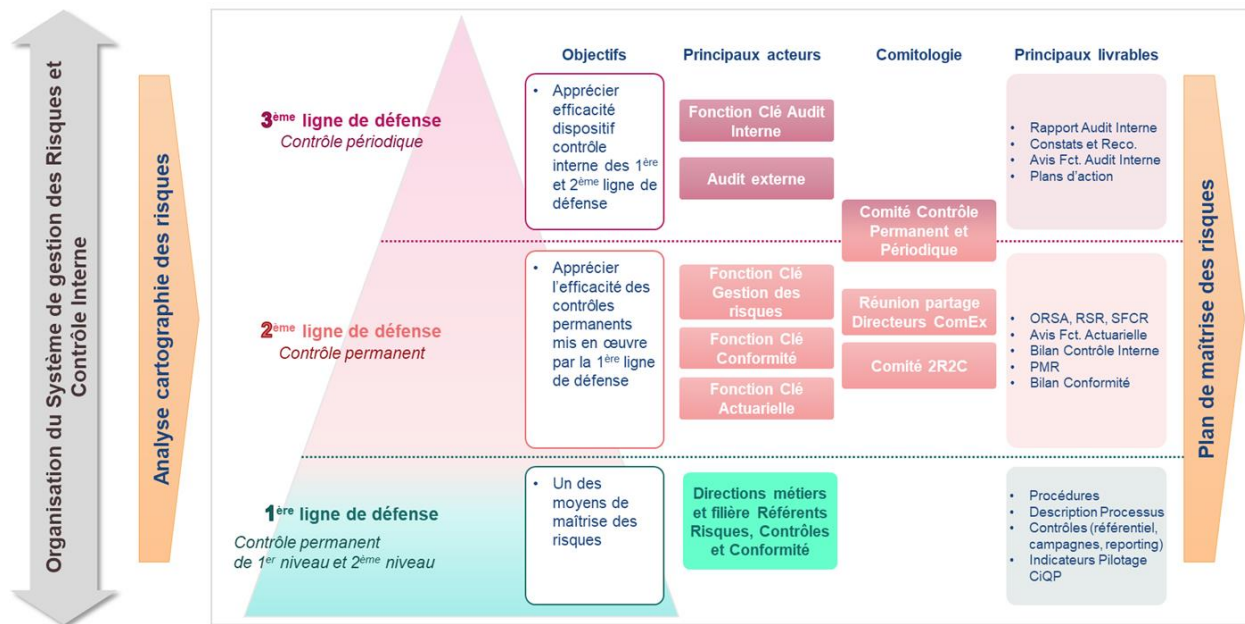 Organisation du Système de gestion des Risques et
Contrôle Interne
Analyse cartographie des risques
Objectifs
Principaux acteurs
Comitologie
Principaux livrables
3ème ligne de défense
Contrôle périodique
• Apprécier
efficacité
dispositif
contrôle
interne des 1ère
et 2ème ligne de
défense
Fonction Clé Audit
Interne
Audit externe
Comité Contrôle
Permanent et
Périodique
• Rapport Audit Interne
• Constats et Reco.
• Avis Fct. Audit Interne
• Plans d'action
2ème ligne de défense
Contrôle permanent
• Apprécier
l'efficacité des
contrôles
permanents
mis en œuvre
par la 1ère ligne
de défense
Fonction Clé
Gestion des
risques
Fonction Clé
Conformité
Fonction Clé
Actuarielle
Réunion partage
Directeurs ComEx
Comité 2R2C
• ORSA, RSR, SFCR
• Avis Fct. Actuarielle
• Bilan Contrôle Interne
• PMR
• Bilan Conformité
1ère ligne de défense
Contrôle permanent
de 1er niveau et 2ème niveau
• Un des
moyens de
maîtrise des
risques
Directions métiers
et filière Référents
Risques, Contrôles
et Conformité
• Procédures
• Description Processus
• Contrôles (référentiel,
campagnes, reporting)
• Indicateurs Pilotage
CiQP
Plan de maîtrise des risques